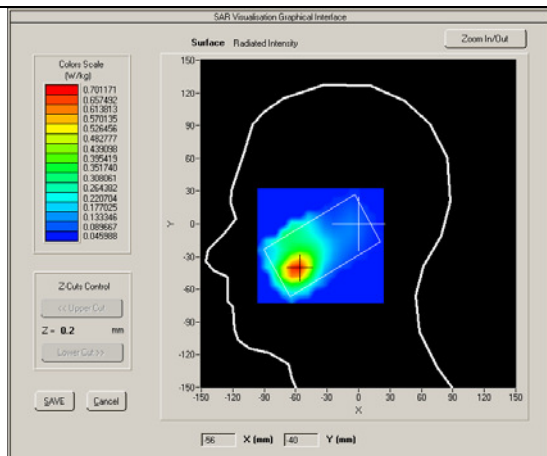 SAR Visualisation Graphical Interface
Surface Radiated Intensity
Zoom In/Out
Colors Scale
(W/kg)
0.701171
0.657492
0.613813
0.570135
0.526456
0.482777
0.439098
0.395419
0.351740
0.308061
0.264382
0.220704
0.177025
0.133346
0.089667
0.045988
Z-Cuts Control
<< Upper Cut
Z = 0.2 mm
Lower Cut >>
SAVE Cancel
150
120
90
60
30
0
-30
-60
-90
-120
-150
Y
-150 -120 -90 -60 -30 0 30 60 90 120 150
X
-56 X (mm) -40 Y (mm)